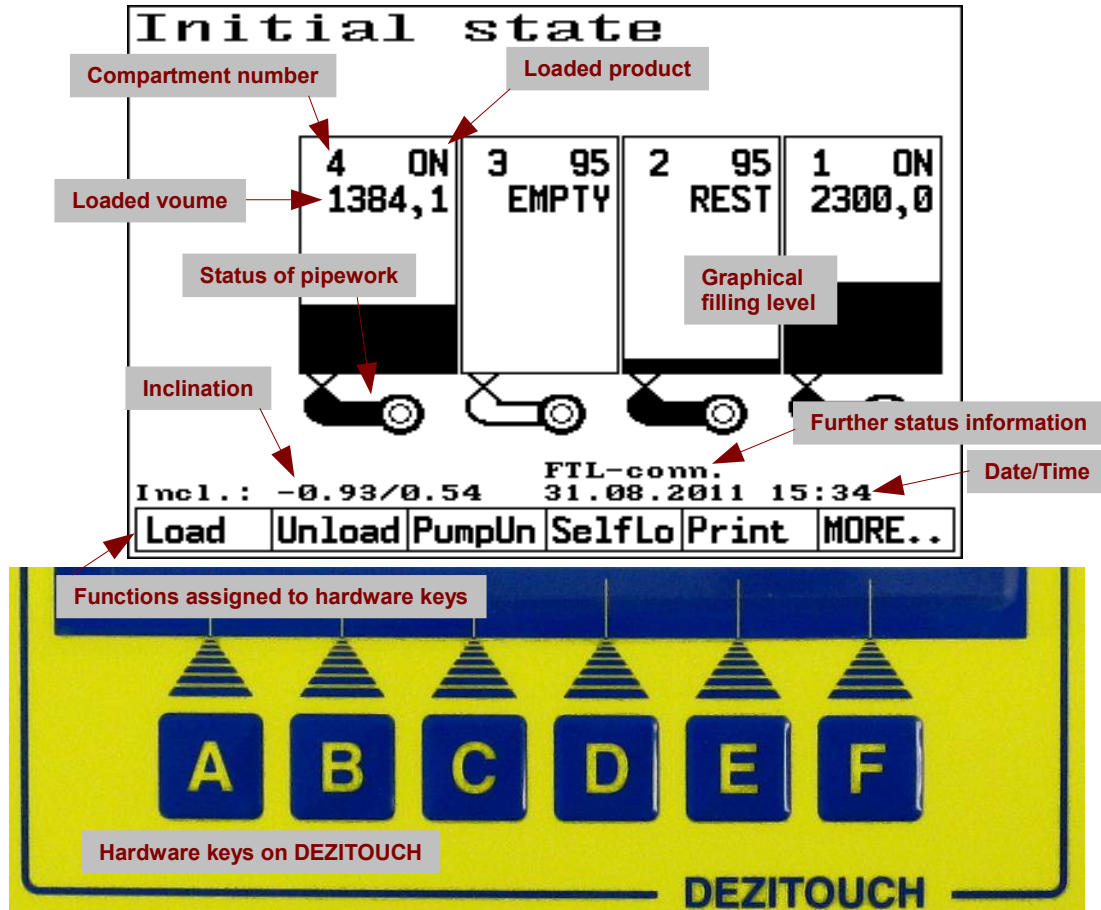 Initial state
Compartment number
Loaded product
4 ON
3 95
2 95
1 ON
Loaded voume
1384,1
EMPTY
REST
2300,0
Status of pipework
Graphical
filling level
Inclination
Further status information
FTL-conn.
Date/Time
Incl.: -0.93/0.54
31.08.2011 15:34
Load
Unload
PumpUn
SelfLo
Print
MORE..
Functions assigned to hardware keys
A
B
C
D
E
F
Hardware keys on DEZITOUCH
DEZITOUCH